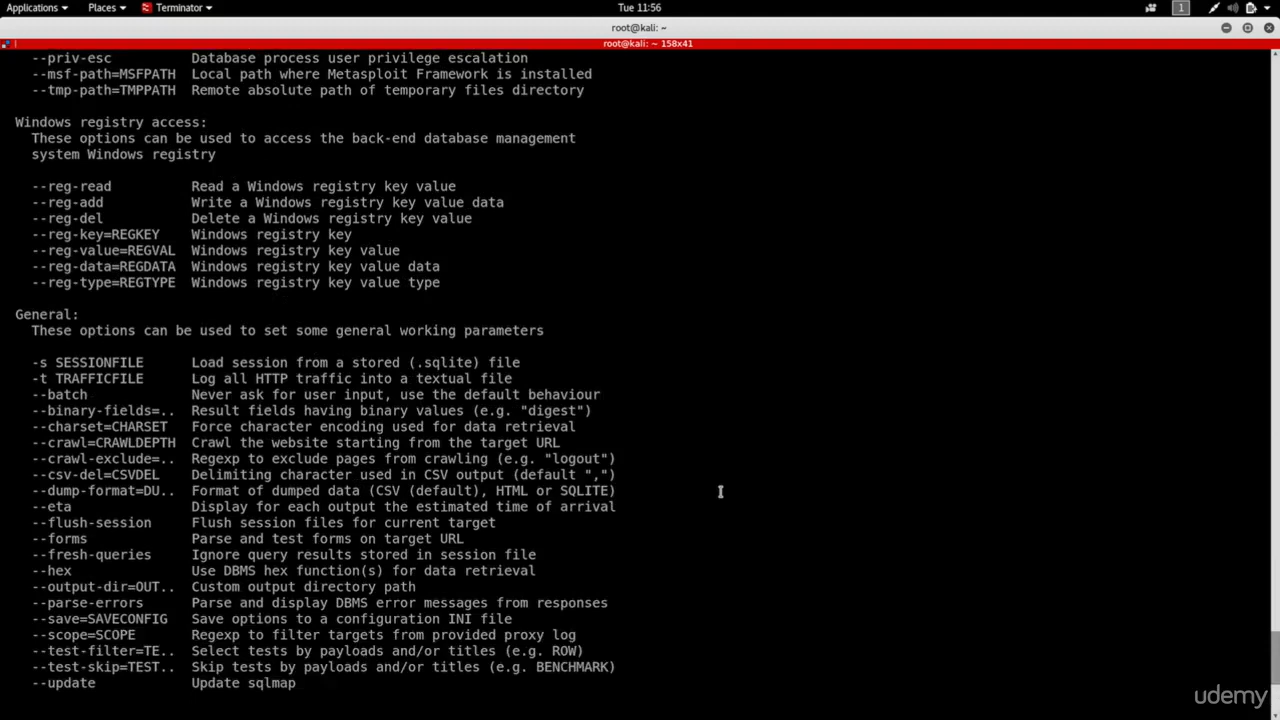 Applications Places Terminator Tue 11:56 1
root@kali: ~
root@kali: ~ 158x41
--priv-esc Database process user privilege escalation
--msf-path=MSFPATH Local path where Metasploit Framework is installed
--tmp-path=TMPPATH Remote absolute path of temporary files directory
Windows registry access:
These options can be used to access the back-end database management
system Windows registry
--reg-read Read a Windows registry key value
--reg-add Write a Windows registry key value data
--reg-del Delete a Windows registry key value
--reg-key=REGKEY Windows registry key
--reg-value=REGVAL Windows registry key value
--reg-data=REGDATA Windows registry key value data
--reg-type=REGTYPE Windows registry key value type
General:
These options can be used to set some general working parameters
-s SESSIONFILE Load session from a stored (.sqlite) file
-t TRAFFICFILE Log all HTTP traffic into a textual file
--batch Never ask for user input, use the default behaviour
--binary-fields=.. Result fields having binary values (e.g. "digest")
--charset=CHARSET Force character encoding used for data retrieval
--crawl=CRAWLDEPTH Crawl the website starting from the target URL
--crawl-exclude=.. Regexp to exclude pages from crawling (e.g. "logout")
--csv-del=CSVDEL Delimiting character used in CSV output (default ",")
--dump-format=DU.. Format of dumped data (CSV (default), HTML or SQLITE)
--eta Display for each output the estimated time of arrival
--flush-session Flush session files for current target
--forms Parse and test forms on target URL
--fresh-queries Ignore query results stored in session file
--hex Use DBMS hex function(s) for data retrieval
--output-dir=OUT.. Custom output directory path
--parse-errors Parse and display DBMS error messages from responses
--save=SAVECONFIG Save options to a configuration INI file
--scope=SCOPE Regexp to filter targets from provided proxy log
--test-filter=TE.. Select tests by payloads and/or titles (e.g. ROW)
--test-skip=TEST.. Skip tests by payloads and/or titles (e.g. BENCHMARK)
--update Update sqlmap
udemy